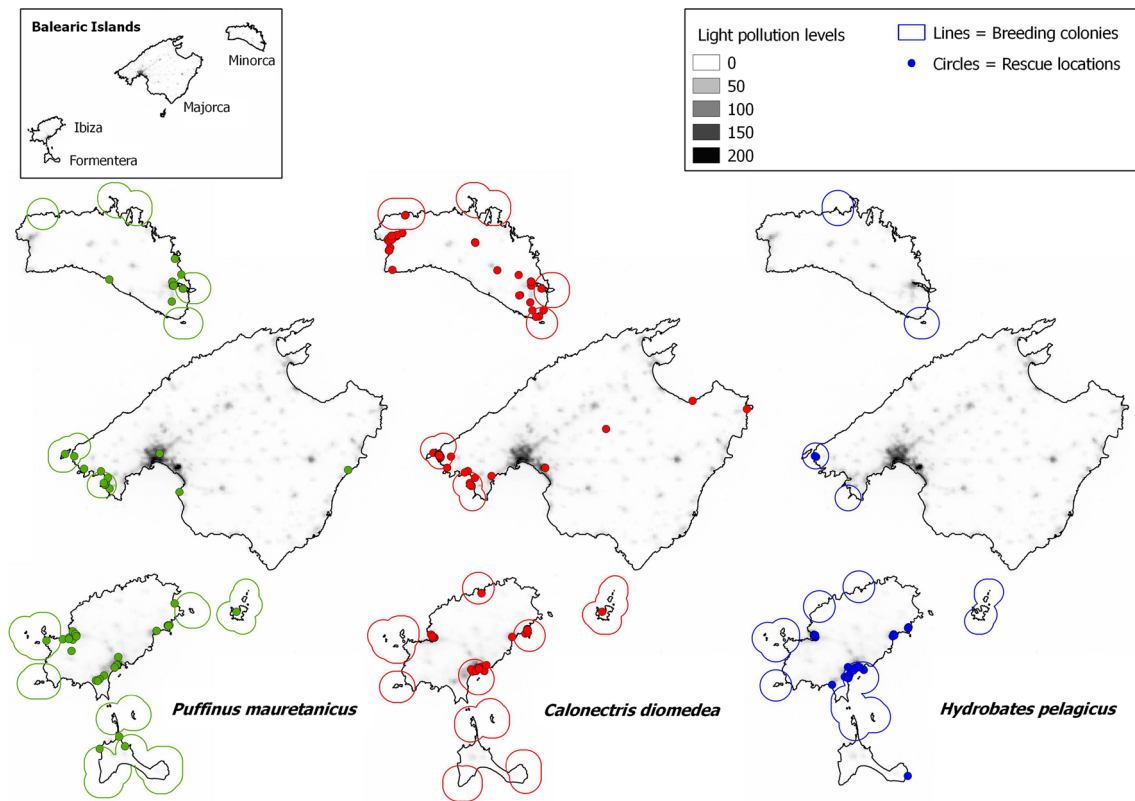 Balearic Islands
Minorca
Majorca
Ibiza
Formentera
Light pollution levels
0
50
100
150
200
Lines = Breeding colonies
Circles = Rescue locations
Puffinus mauretanicus
Calonectris diomedea
Hydrobates pelagicus